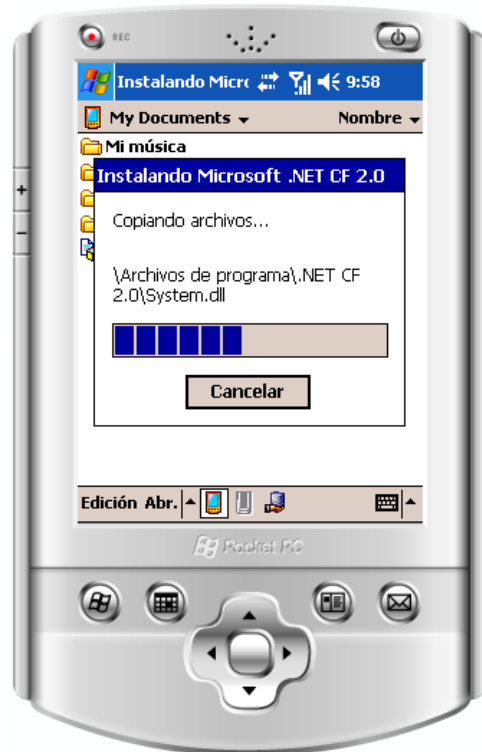 REC
Instalando Micr 9:58
My Documents Nombre
Mi música
Instalando Microsoft .NET CF 2.0
Copiando archivos...
\Archivos de programa\.NET CF
2.0\System.dll
Cancelar
Edición Abr.
Pocket PC